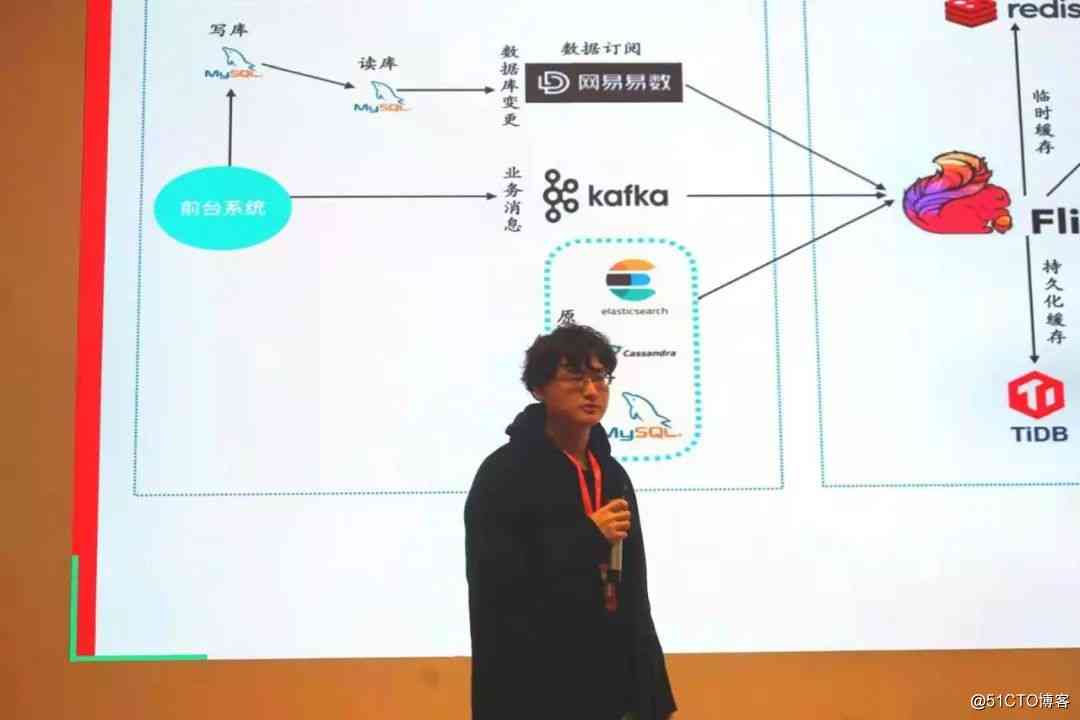 写库
MySQL
读库
MySQL
数据库变更
数据订阅
网易易数
前台系统
业务消息
kafka
elasticsearch
原
Cassandra
MySQL
redis
临时缓存
Fli
持久化缓存
TiDB
@51CTO博客